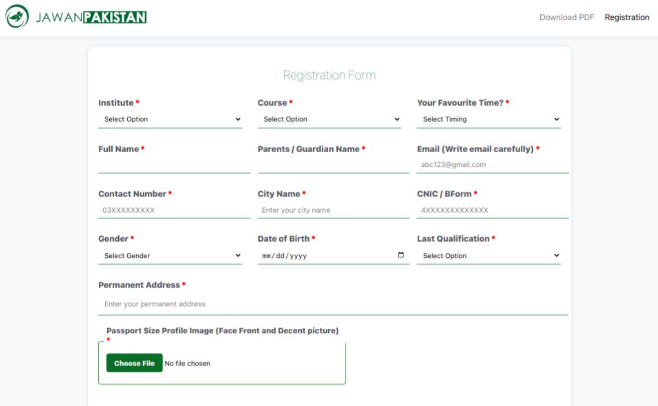 JAWAN PAKISTAN
Download PDF Registration
Registration Form
Institute * Course * Your Favourite Time? *
Select Option Select Option Select Timing
Full Name * Parents / Guardian Name * Email (Write email carefully) *
abc123@gmail.com
Contact Number * City Name * CNIC / BForm *
03XXXXXXXXX Enter your city name 4XXXXXXXXXXXX
Gender * Date of Birth * Last Qualification *
Select Gender mm/dd/yyyy Select Option
Permanent Address *
Enter your permanent address
Passport Size Profile Image (Face Front and Decent picture)
*
Choose File No file chosen